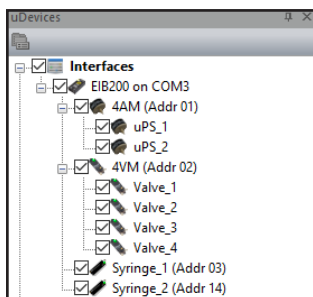 uDevices
Interfaces
EIB200 on COM3
4AM (Addr 01)
uPS_1
uPS_2
4VM (Addr 02)
Valve_1
Valve_2
Valve_3
Valve_4
Syringe_1 (Addr 03)
Syringe_2 (Addr 14)